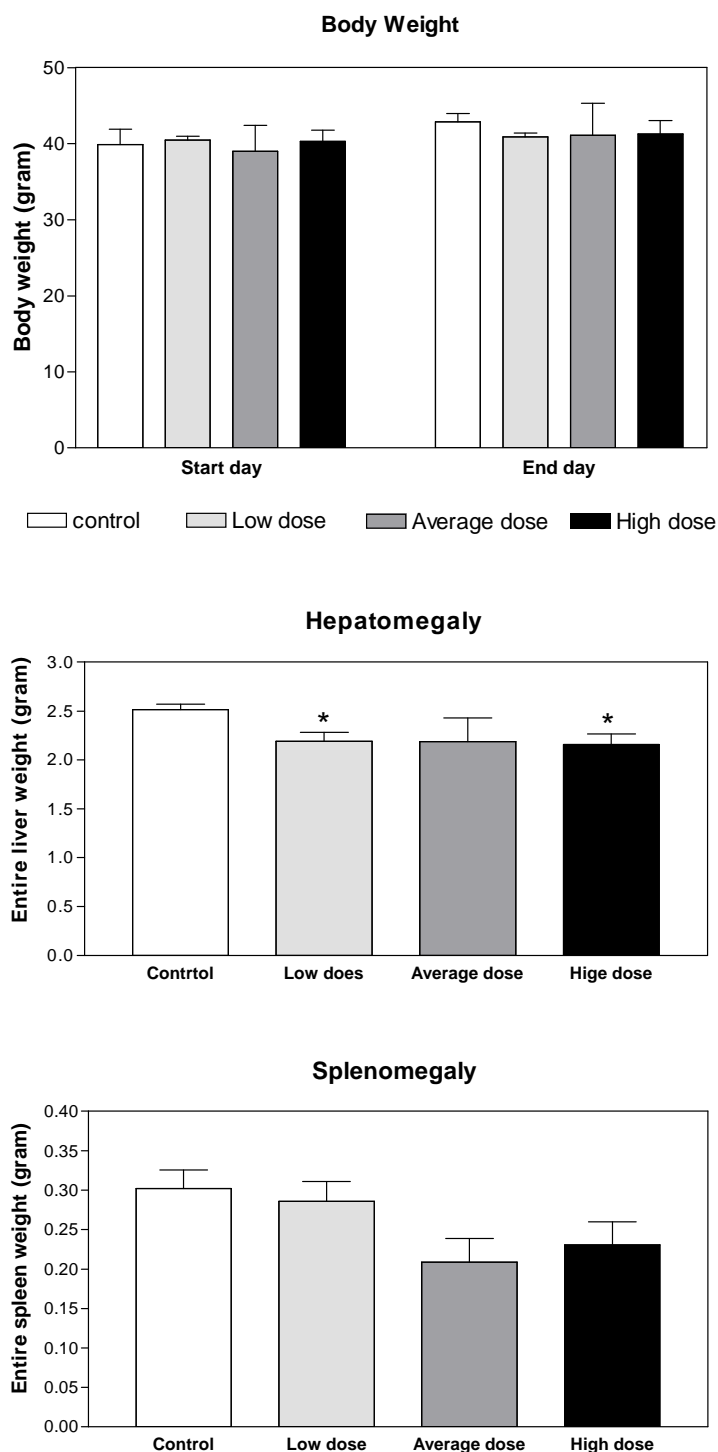 Body Weight
Body weight (gram)
50
40
30
20
10
0
Start day End day
control Low dose Average dose High dose
Hepatomegaly
Entire liver weight (gram)
3.0
2.5
2.0
1.5
1.0
0.5
0.0
* *
Contrtol Low does Average dose Hige dose
Splenomegaly
Entire spleen weight (gram)
0.40
0.35
0.30
0.25
0.20
0.15
0.10
0.05
0.00
Control Low dose Average dose High dose